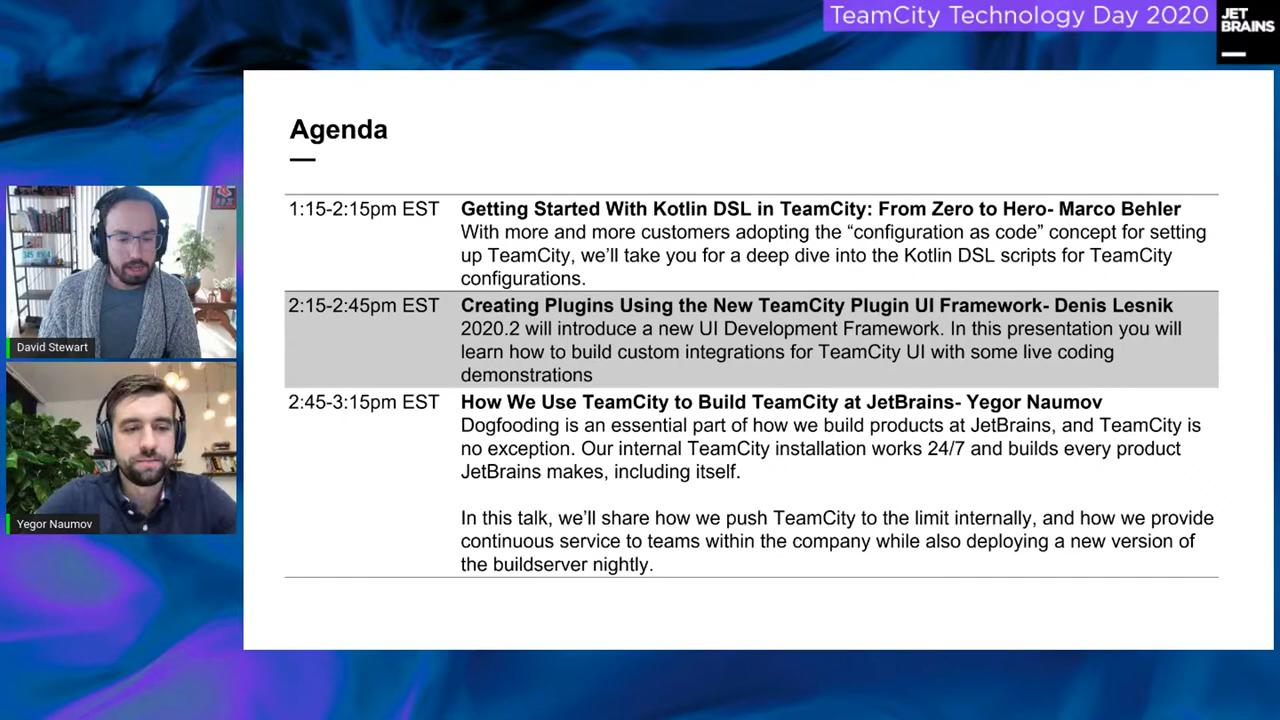 TeamCity Technology Day 2020
JET
BRAINS
Agenda
1:15-2:15pm EST
Getting Started With Kotlin DSL in TeamCity: From Zero to Hero- Marco Behler
With more and more customers adopting the “configuration as code” concept for setting
up TeamCity, we’ll take you for a deep dive into the Kotlin DSL scripts for TeamCity
configurations.
2:15-2:45pm EST
Creating Plugins Using the New TeamCity Plugin UI Framework- Denis Lesnik
2020.2 will introduce a new UI Development Framework. In this presentation you will
learn how to build custom integrations for TeamCity UI with some live coding
demonstrations
2:45-3:15pm EST
How We Use TeamCity to Build TeamCity at JetBrains- Yegor Naumov
Dogfooding is an essential part of how we build products at JetBrains, and TeamCity is
no exception. Our internal TeamCity installation works 24/7 and builds every product
JetBrains makes, including itself.
In this talk, we’ll share how we push TeamCity to the limit internally, and how we provide
continuous service to teams within the company while also deploying a new version of
the buildserver nightly.
David Stewart
Yegor Naumov